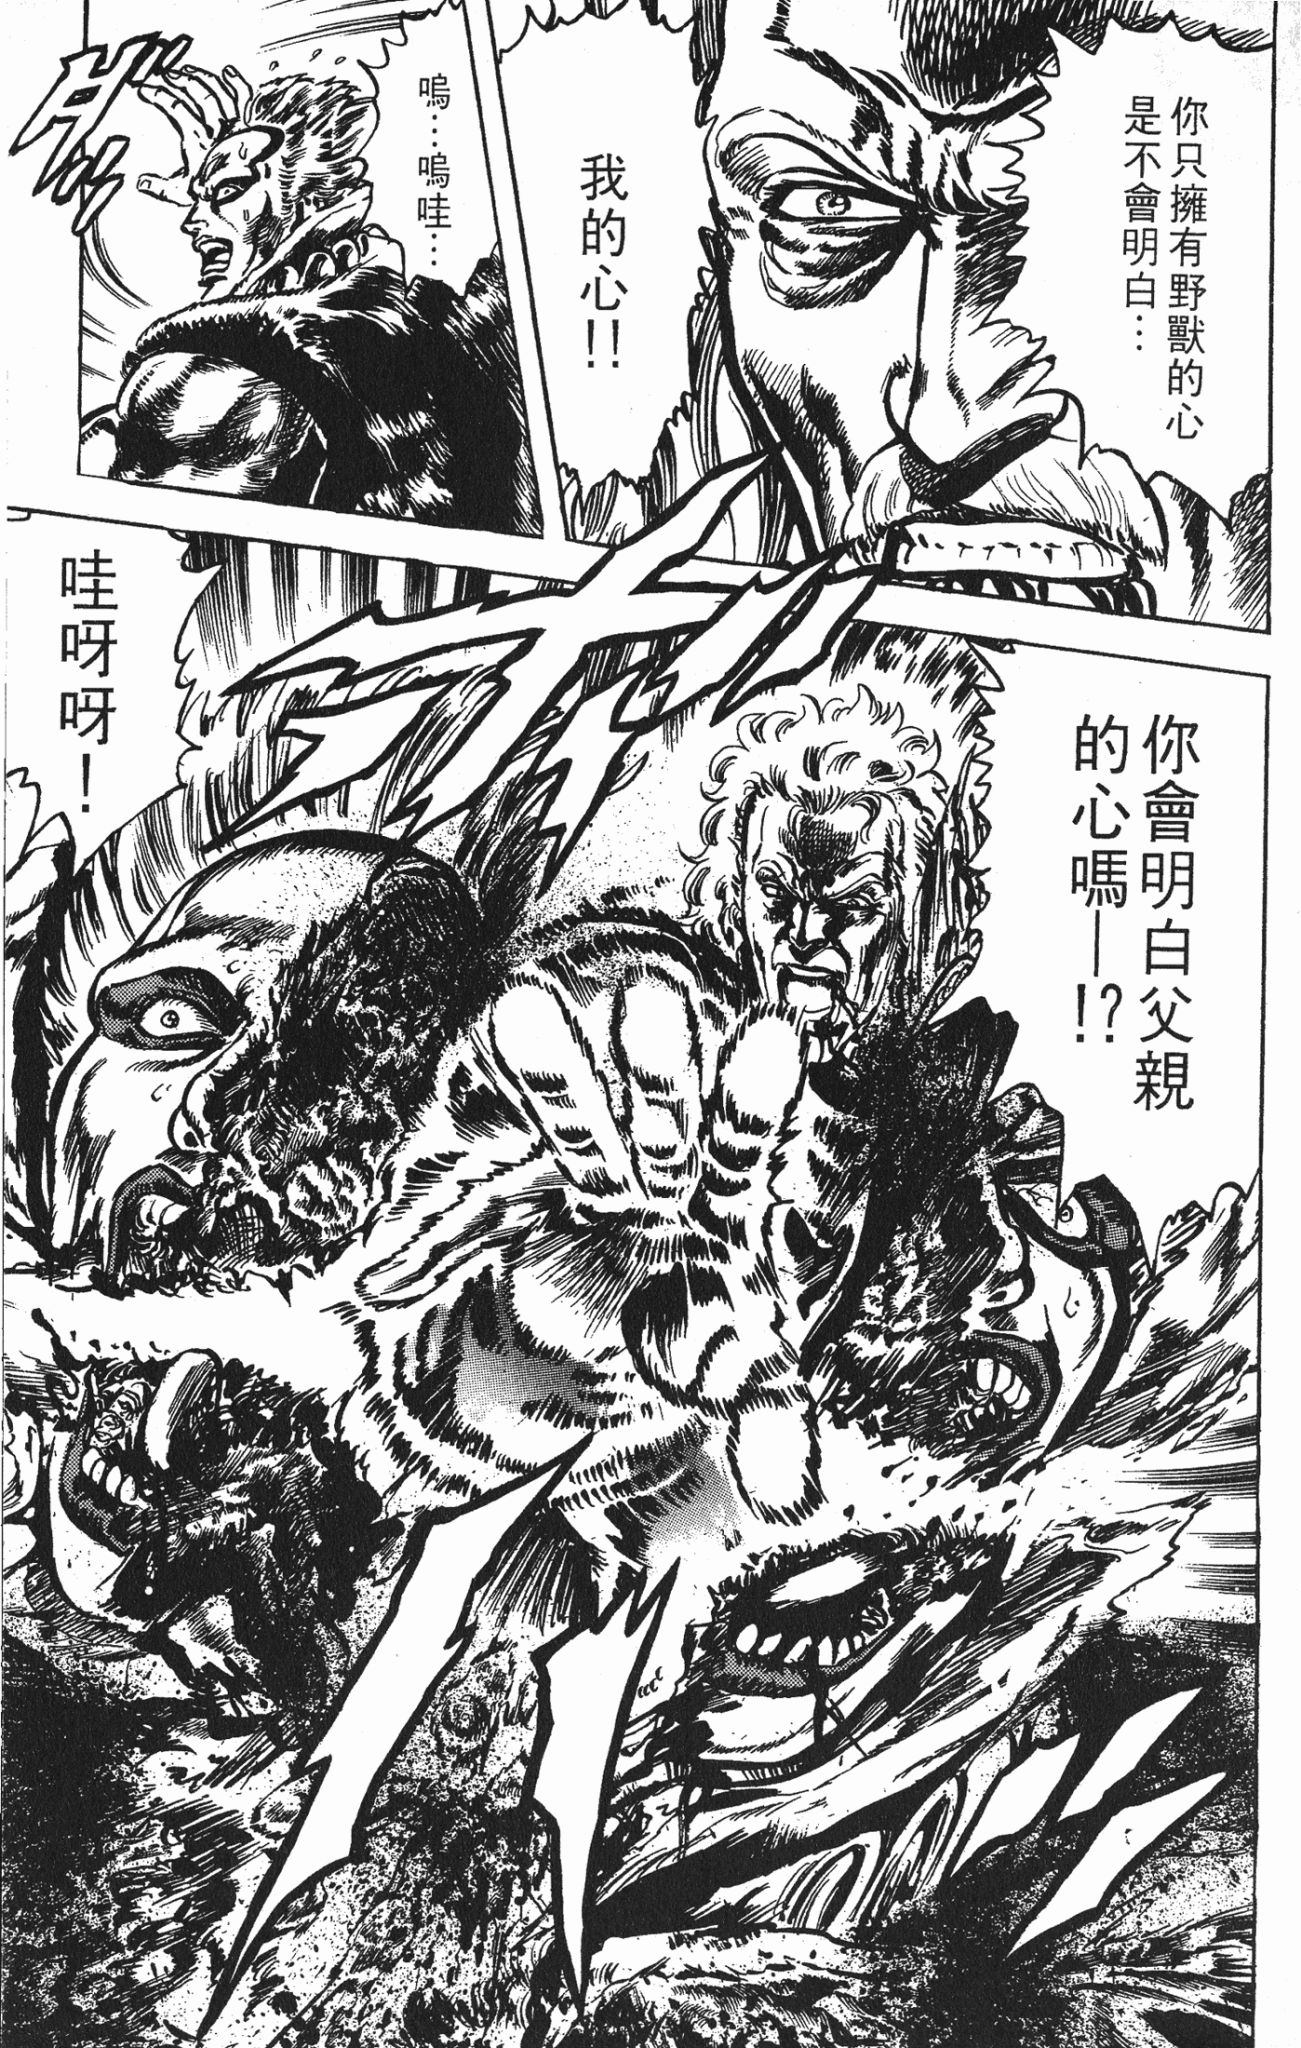 你只擁有野獸的心
是不會明白…
我的心!!
嗚…嗚哇…
你會明白父親
的心嗎—!?
哇呀呀！